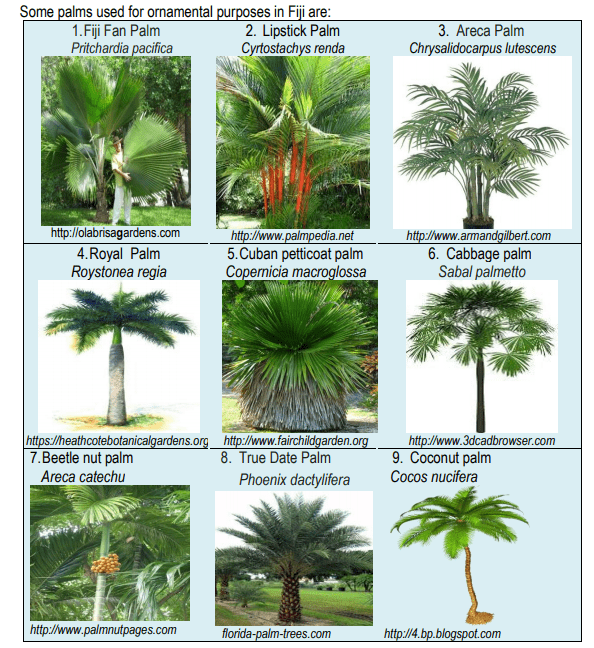 Some palms used for ornamental purposes in Fiji are:
1.Fiji Fan Palm
Pritchardia pacifica
http://olabrisagardens.com
2. Lipstick Palm
Cyrtostachys renda
http://www.palmpedia.net
3. Areca Palm
Chrysalidocarpus lutescens
http://www.armandgilbert.com
4.Royal Palm
Roystonea regia
https://heathcotebotanicalgardens.org
5.Cuban petticoat palm
Copernicia macroglossa
http://www.fairchildgarden.org
6. Cabbage palm
Sabal palmetto
http://www.3dcadbrowser.com
7.Beetle nut palm
Areca catechu
http://www.palmnutpages.com
8. True Date Palm
Phoenix dactylifera
florida-palm-trees.com
9. Coconut palm
Cocos nucifera
http://4.bp.blogspot.com